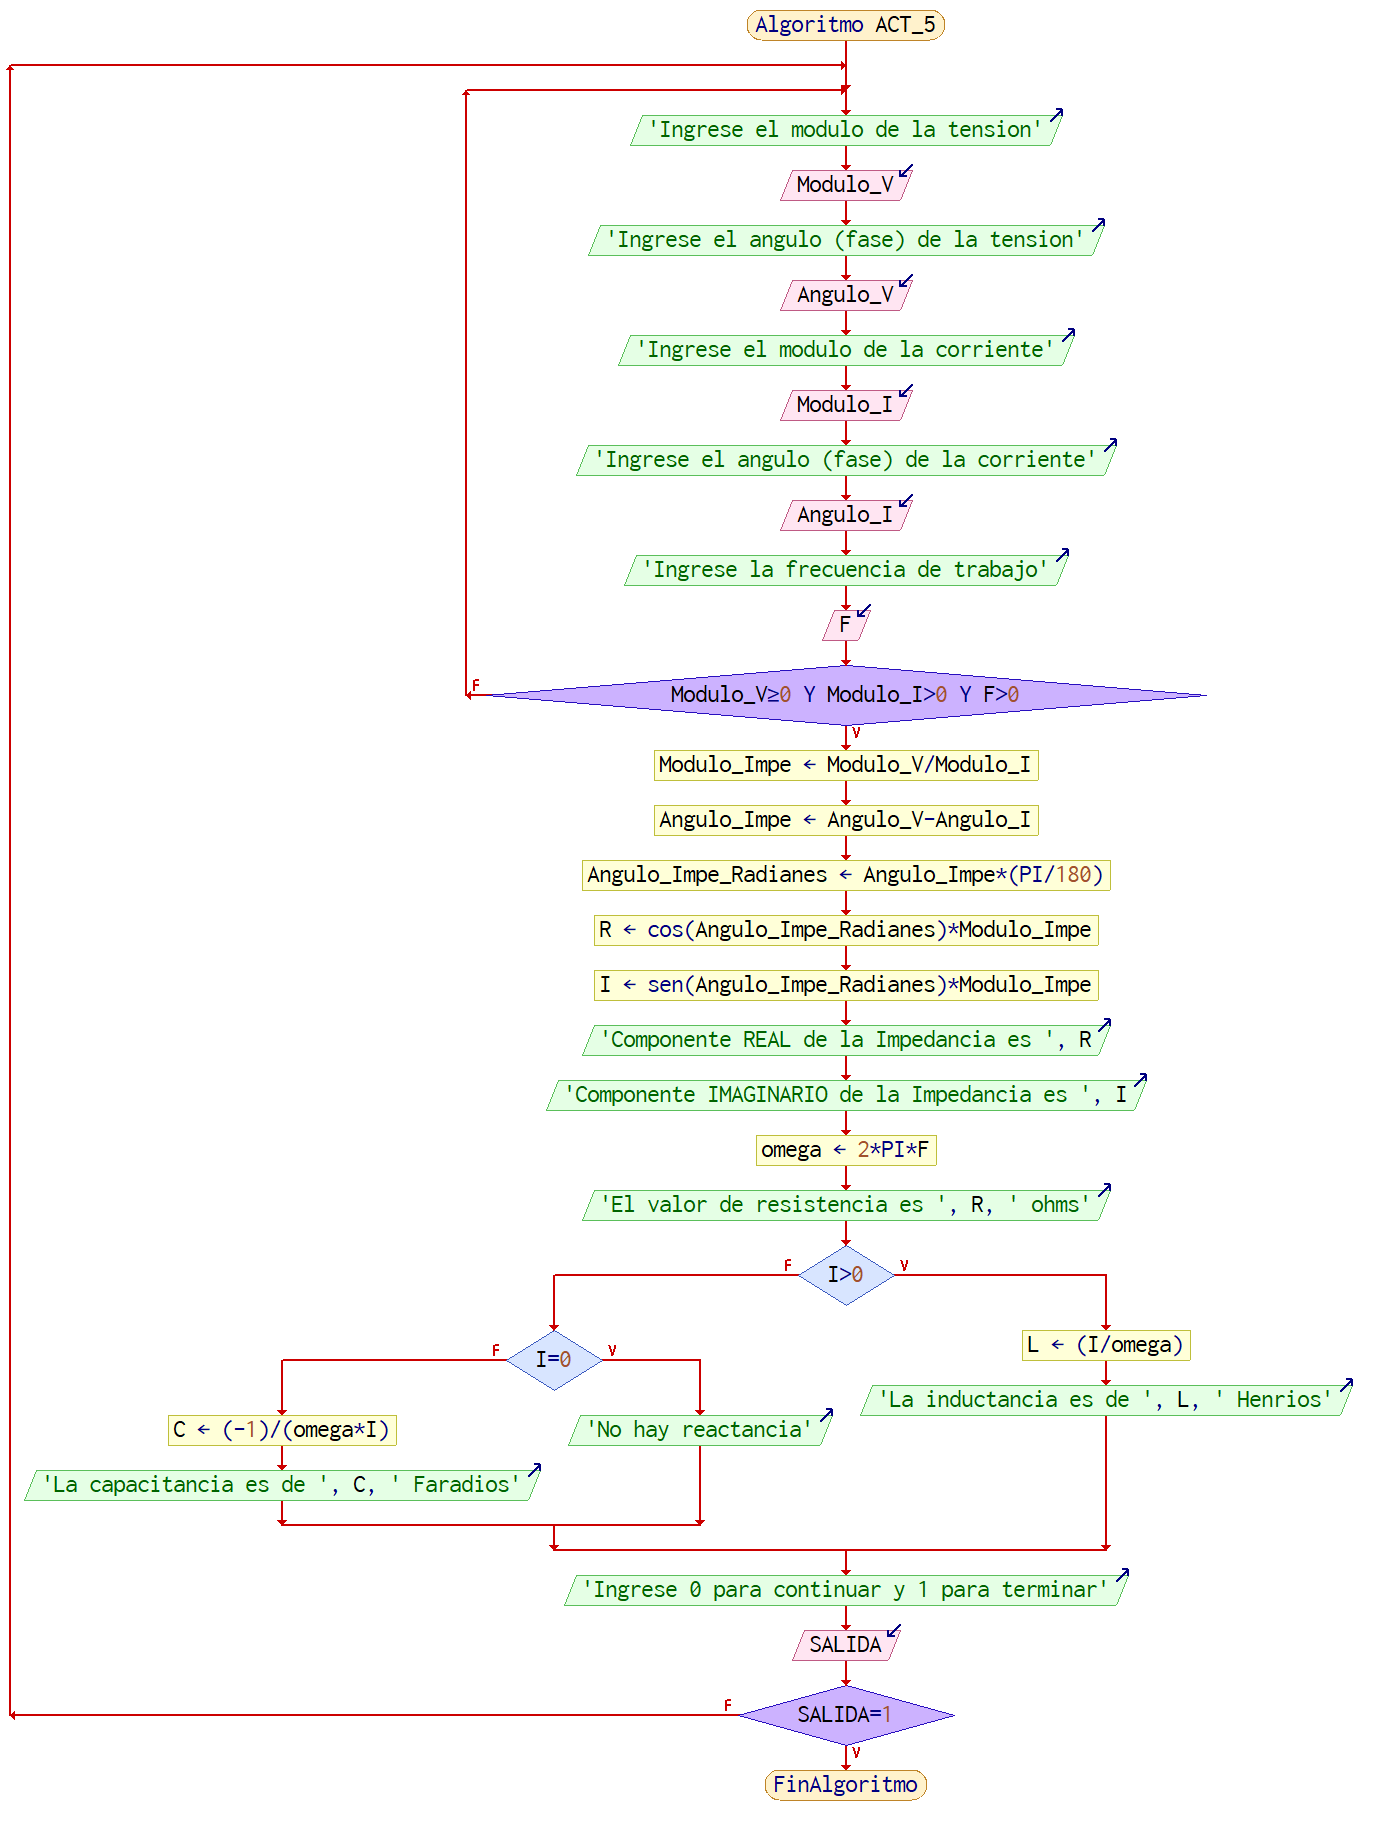 Algoritmo ACT_5
'Ingrese el modulo de la tension'
Modulo_V
'Ingrese el angulo (fase) de la tension'
Angulo_V
'Ingrese el modulo de la corriente'
Modulo_I
'Ingrese el angulo (fase) de la corriente'
Angulo_I
'Ingrese la frecuencia de trabajo'
F
F
Modulo_V≥0 Y Modulo_I>0 Y F>0
V
Modulo_Impe ← Modulo_V/Modulo_I
Angulo_Impe ← Angulo_V-Angulo_I
Angulo_Impe_Radianes ← Angulo_Impe*(PI/180)
R ← cos(Angulo_Impe_Radianes)*Modulo_Impe
I ← sen(Angulo_Impe_Radianes)*Modulo_Impe
'Componente REAL de la Impedancia es ', R
'Componente IMAGINARIO de la Impedancia es ', I
omega ← 2*PI*F
'El valor de resistencia es ', R, ' ohms'
F V
I>0
F V
I=0
L ← (I/omega)
'La inductancia es de ', L, ' Henrios'
C ← (-1)/(omega*I)
'No hay reactancia'
'La capacitancia es de ', C, ' Faradios'
'Ingrese 0 para continuar y 1 para terminar'
SALIDA
F
SALIDA=1
V
FinAlgoritmo